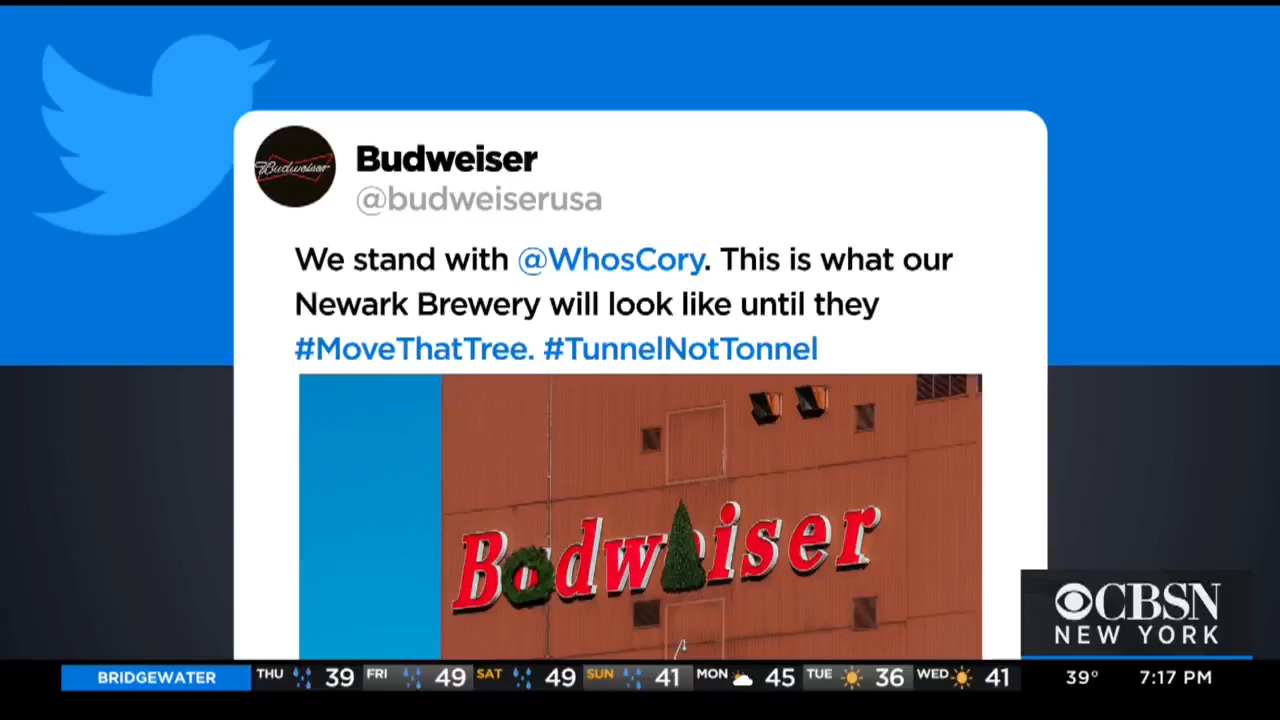 Budweiser
Budweiser
@budweiserusa
We stand with @WhosCory. This is what our
Newark Brewery will look like until they
#MoveThatTree. #TunnelNotTonnel
Budweiser
CBSN
NEW YORK
BRIDGEWATER THU 39 FRI 49 SAT 49 SUN 41 MON 45 TUE 36 WED 41 39° 7:17 PM